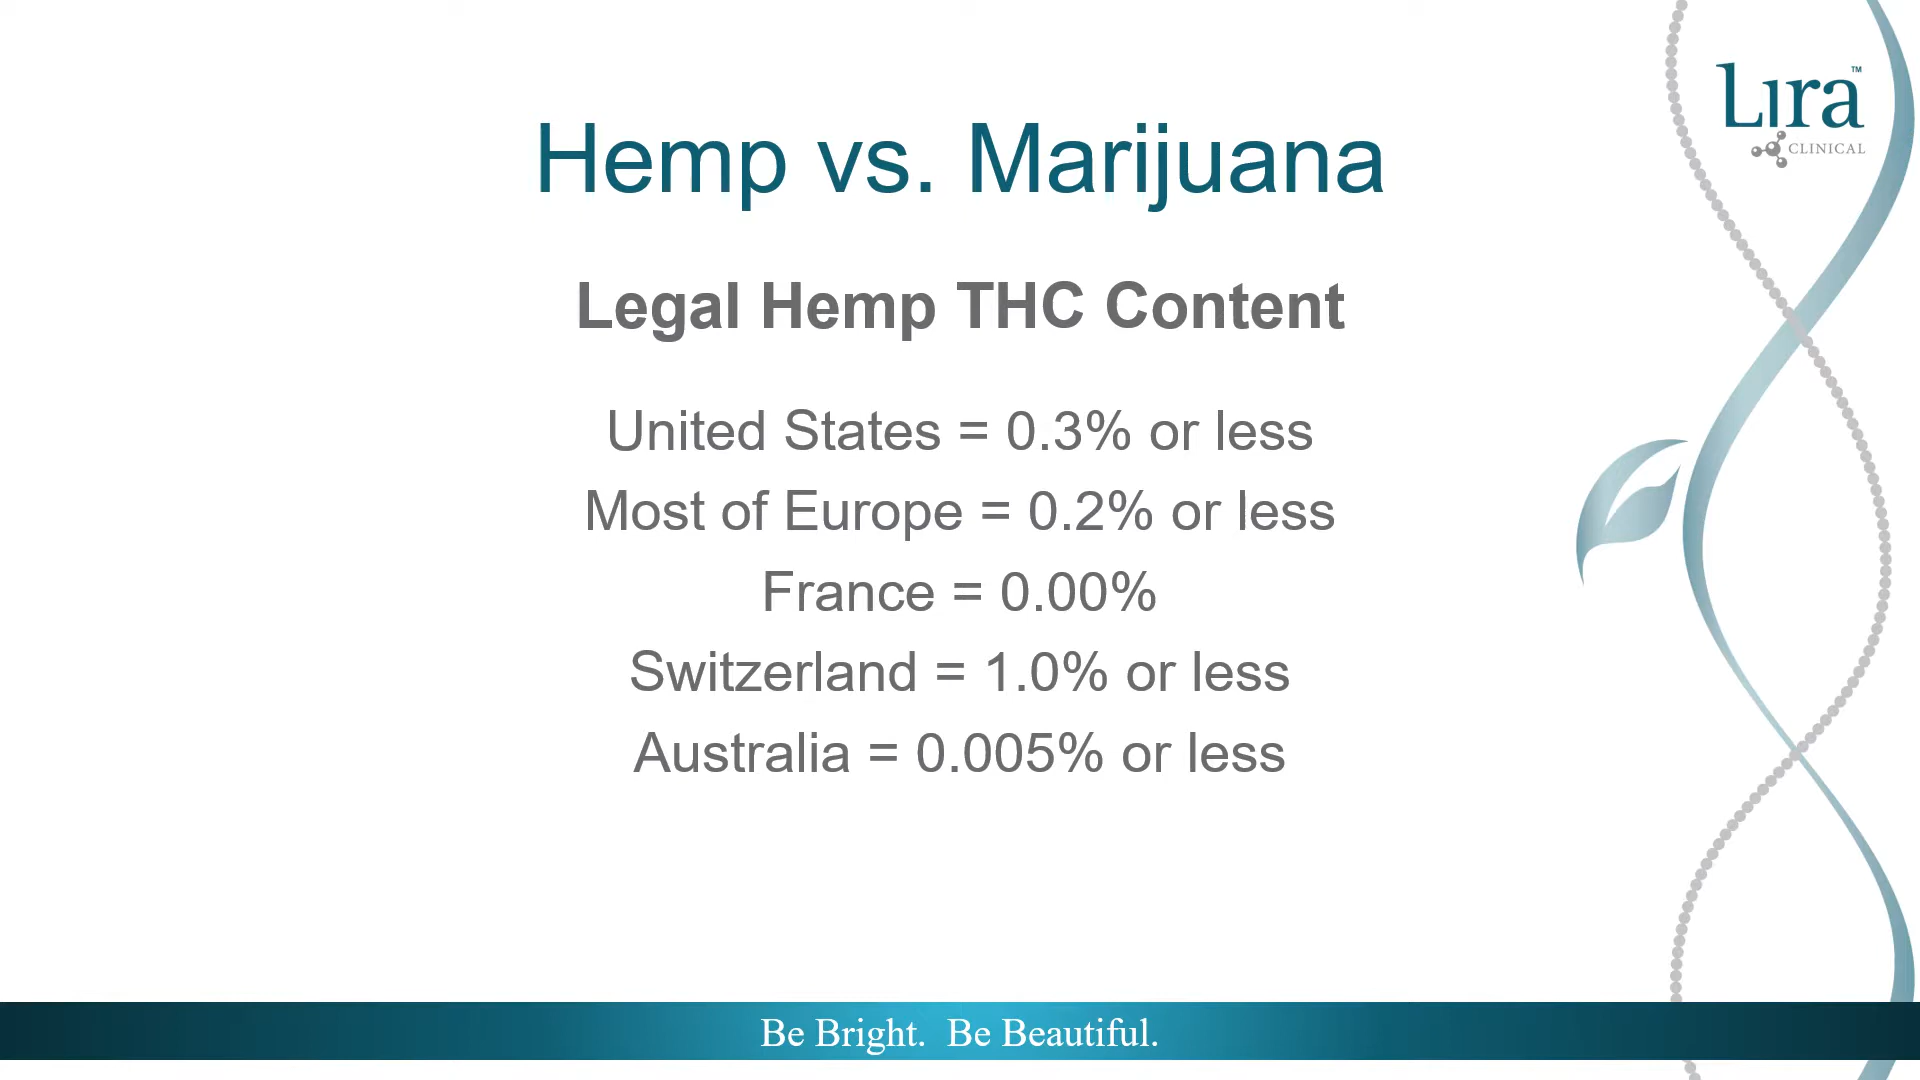 Lira™
CLINICAL
Hemp vs. Marijuana
Legal Hemp THC Content
United States = 0.3% or less
Most of Europe = 0.2% or less
France = 0.00%
Switzerland = 1.0% or less
Australia = 0.005% or less
Be Bright.  Be Beautiful.